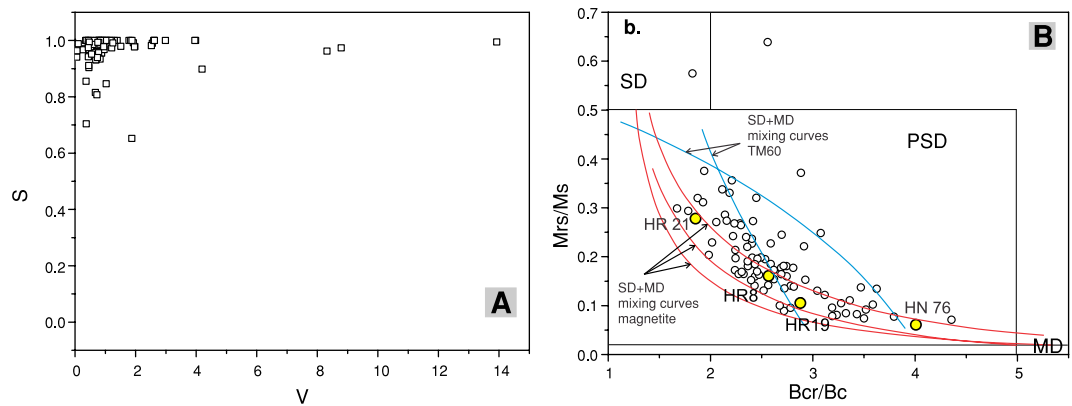 1.0
0.8
0.6
0.4
0.2
0.0
S
0 2 4 6 8 10 12 14
V
A
b.
B
0.7
0.6
0.5
0.4
0.3
0.2
0.1
0.0
Mrs/Ms
SD
PSD
MD
SD+MD
mixing curves
TM60
HR 21
SD+MD
mixing curves
magnetite
HR8
HR19
HN 76
1 2 3 4 5
Bcr/Bc